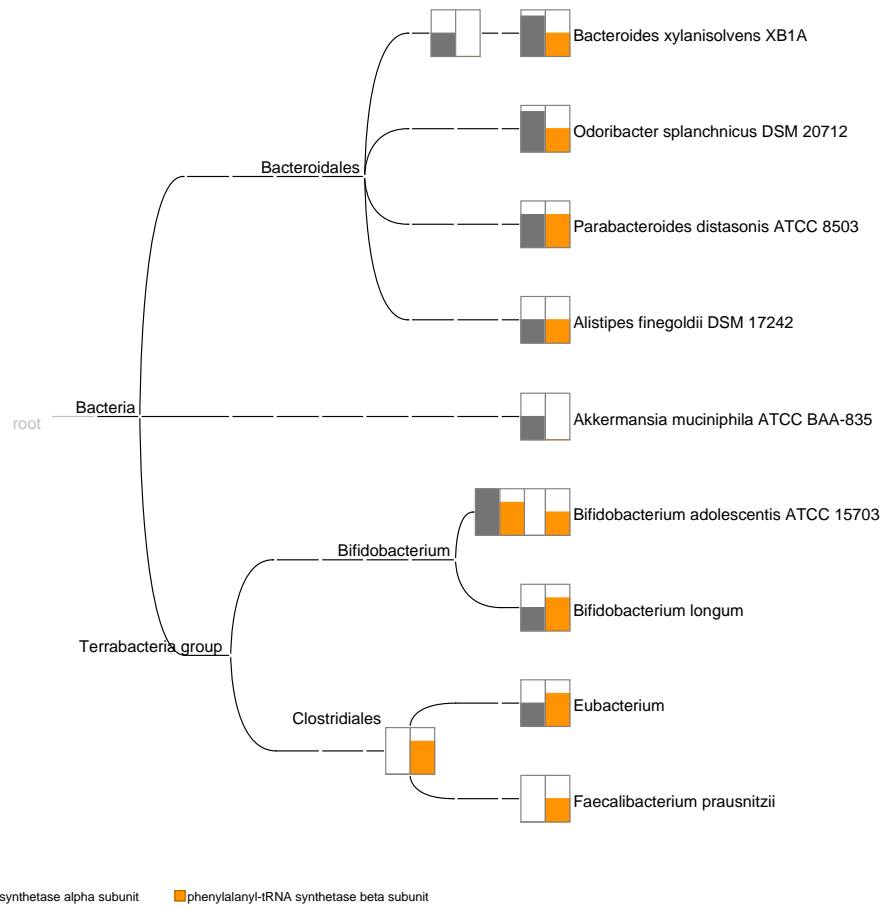 Bacteroides xylanisolvens XB1A
Odoribacter splanchnicus DSM 20712
Bacteroidales
Parabacteroides distasonis ATCC 8503
Alistipes finegoldii DSM 17242
Bacteria
root
Akkermansia muciniphila ATCC BAA-835
Bifidobacterium adolescentis ATCC 15703
Bifidobacterium
Bifidobacterium longum
Terrabacteria group
Eubacterium
Clostridiales
Faecalibacterium prausnitzii
synthetase alpha subunit phenylalanyl-tRNA synthetase beta subunit